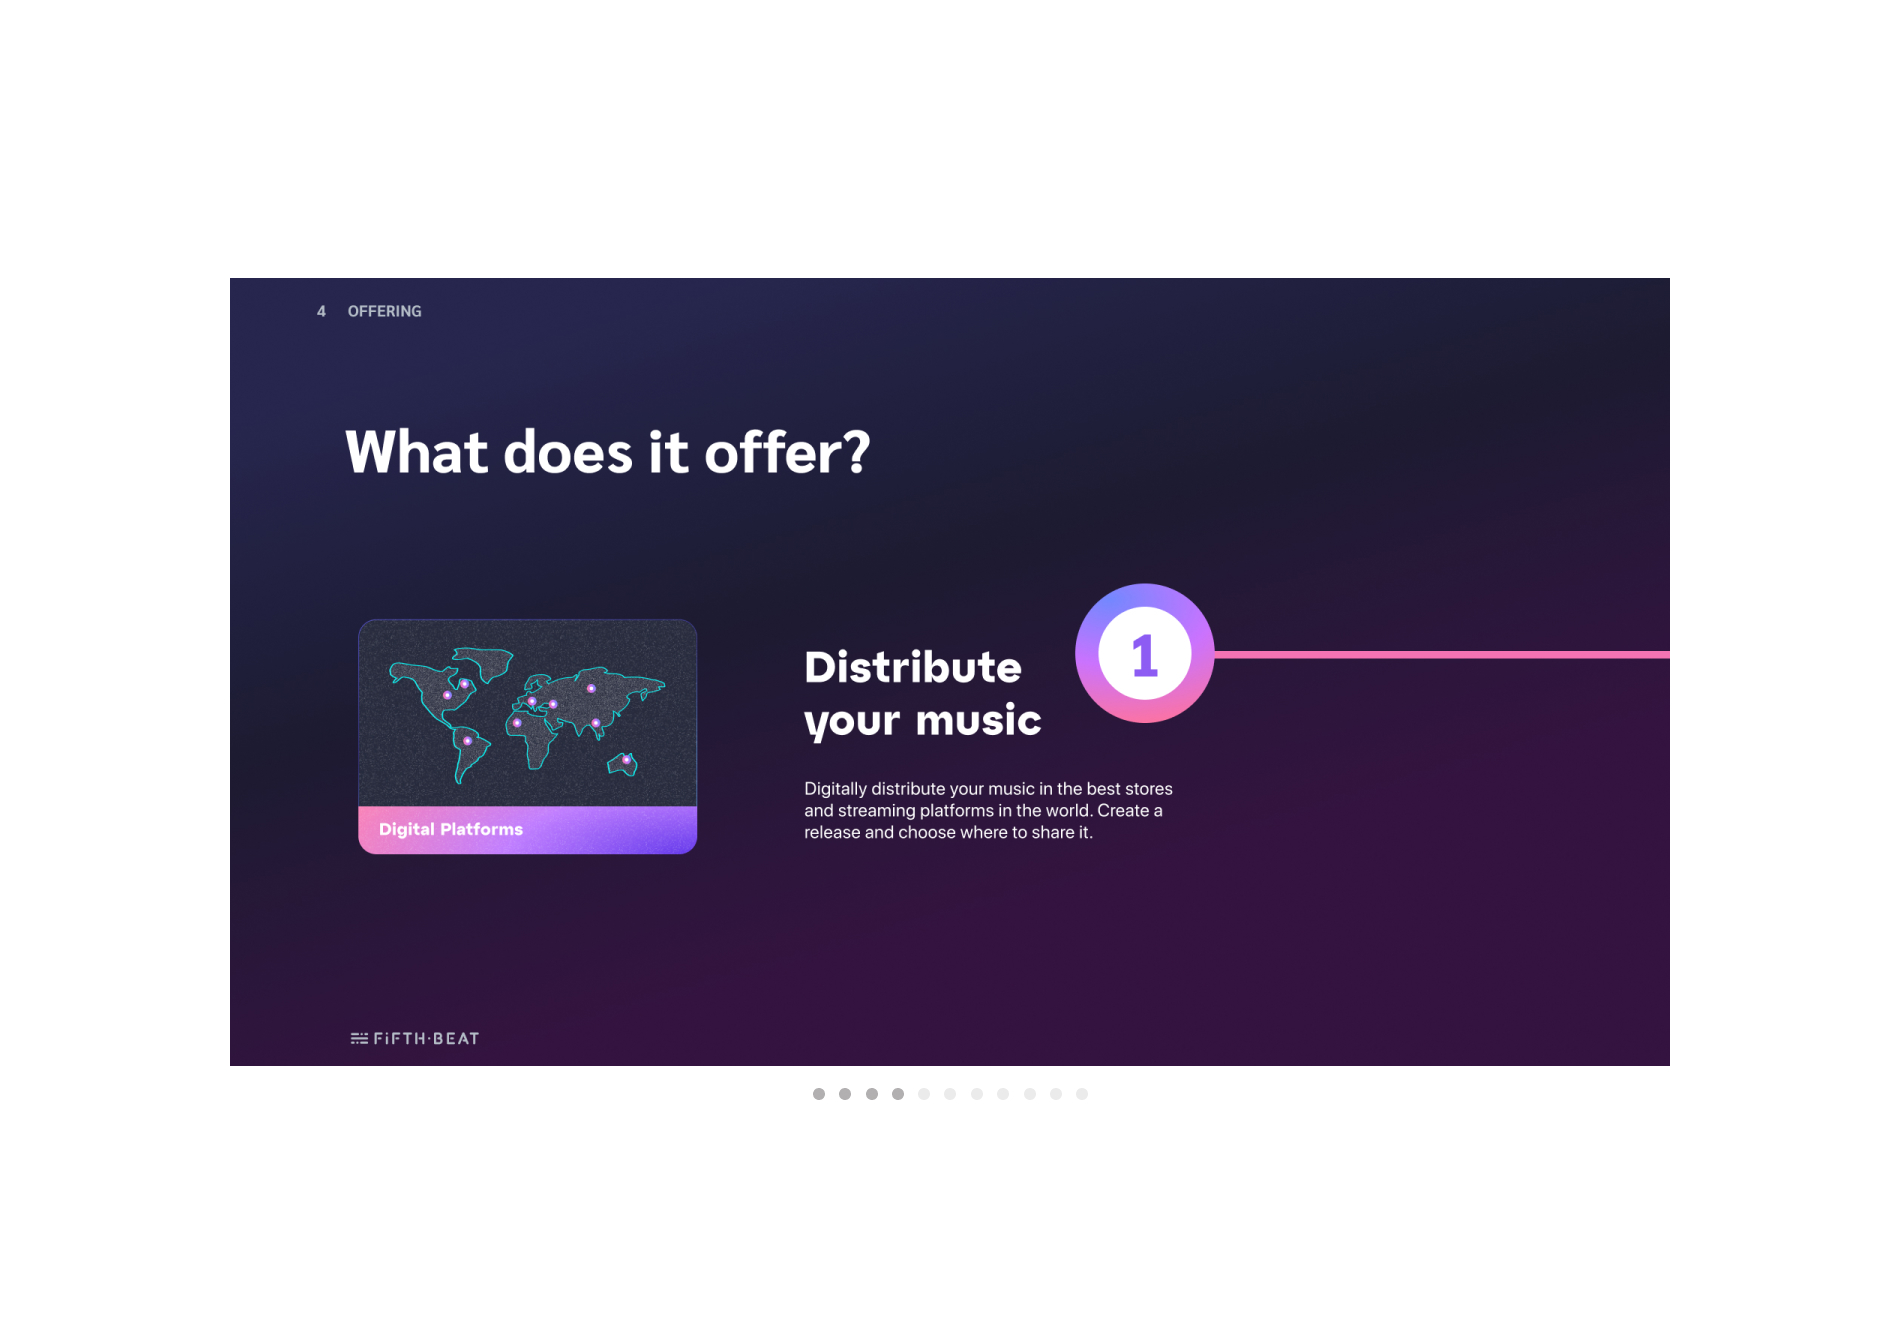 4 OFFERING
What does it offer?
Digital Platforms
Distribute
your music
1
Digitally distribute your music in the best stores
and streaming platforms in the world. Create a
release and choose where to share it.
FiFTH·BEAT